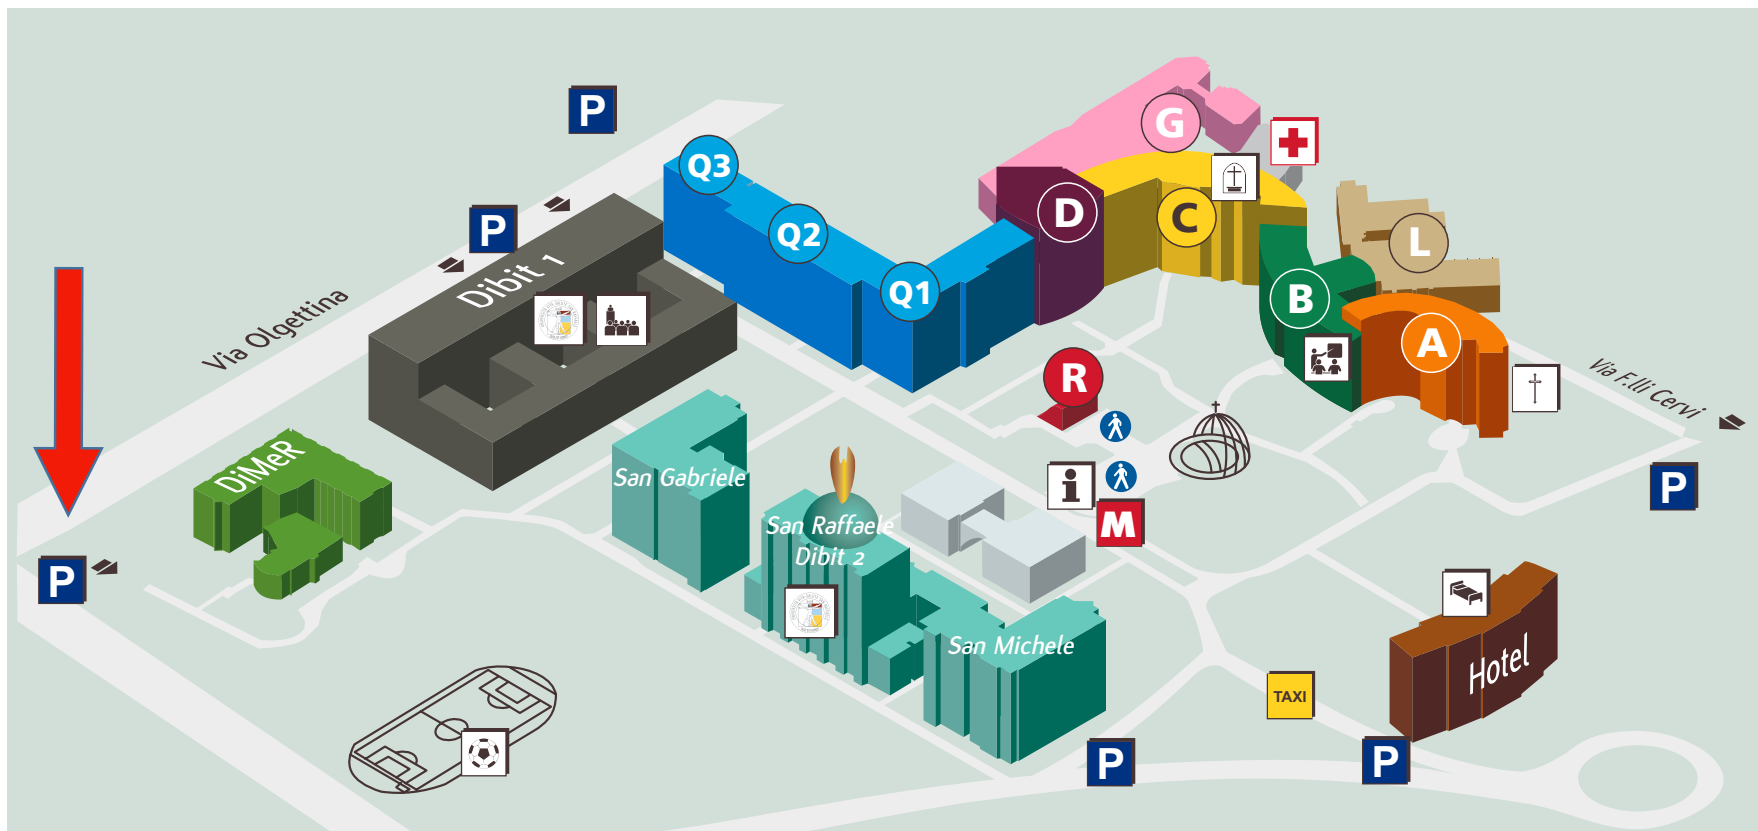 P
G
Q3
D
C
P
Q2
L
Dibit 1
Q1
B
Via Olgettina
A
R
Via F.lli Cervi
DiMeR
San Gabriele
i
P
San Raffaele
Dibit 2
M
P
San Michele
Hotel
TAXI
P
P